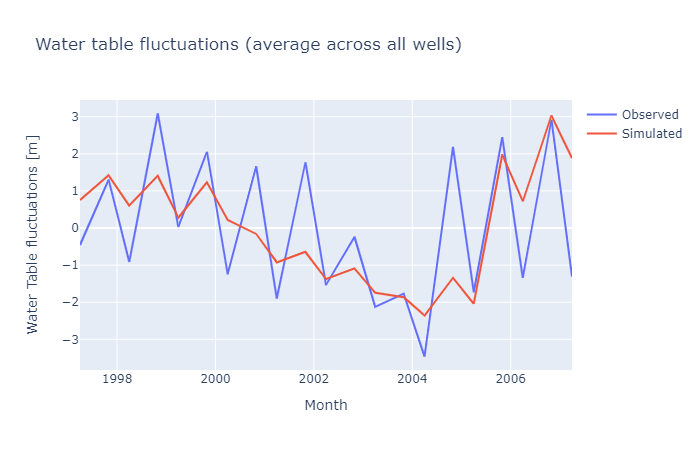 Water table fluctuations (average across all wells)
Observed
Simulated
Water Table fluctuations [m]
3
2
1
0
−1
−2
−3
1998
2000
2002
2004
2006
Month